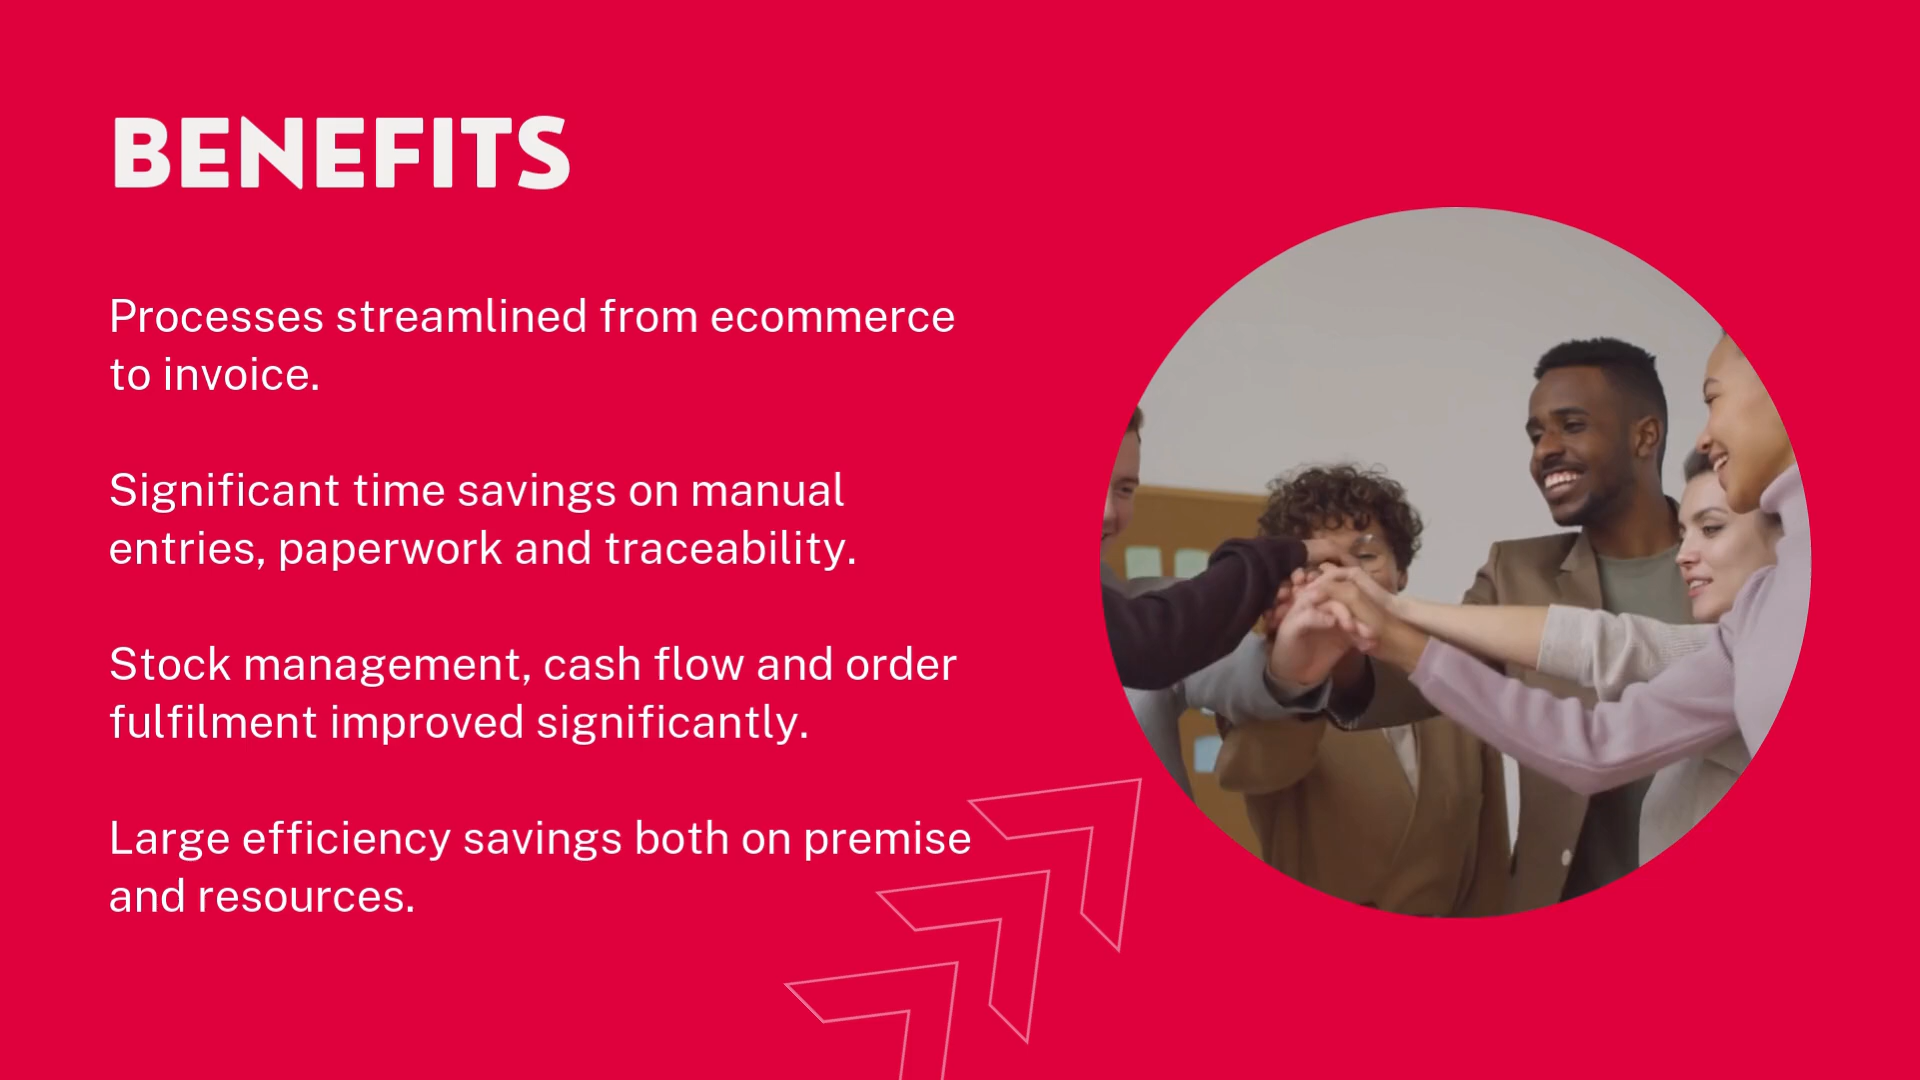 BENEFITS
Processes streamlined from ecommerce
to invoice.
Significant time savings on manual
entries, paperwork and traceability.
Stock management, cash flow and order
fulfilment improved significantly.
Large efficiency savings both on premise
and resources.